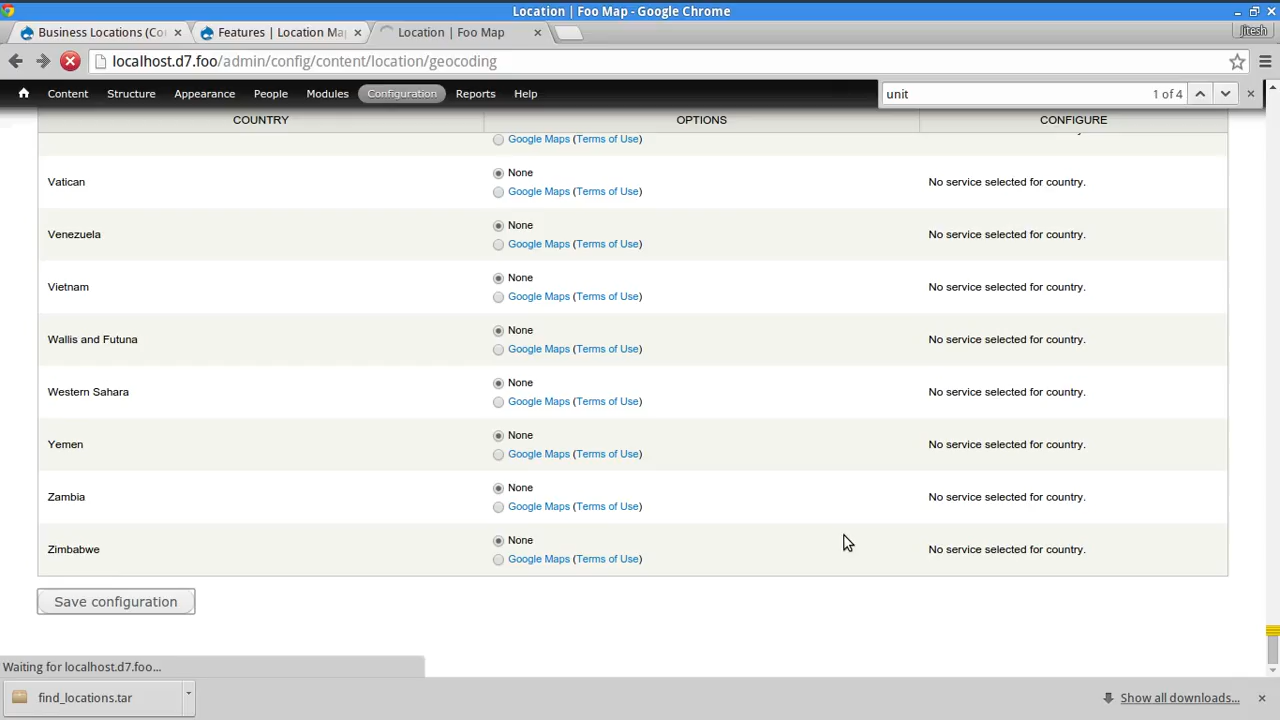 Location | Foo Map - Google Chrome
Business Locations (Co
Features | Location Ma
Location | Foo Map
jitesh
localhost.d7.foo/admin/config/content/location/geocoding
Content Structure Appearance People Modules Configuration Reports Help
unit 1 of 4
COUNTRY OPTIONS CONFIGURE
Google Maps (Terms of Use)
Vatican
None
Google Maps (Terms of Use)
No service selected for country.
Venezuela
None
Google Maps (Terms of Use)
No service selected for country.
Vietnam
None
Google Maps (Terms of Use)
No service selected for country.
Wallis and Futuna
None
Google Maps (Terms of Use)
No service selected for country.
Western Sahara
None
Google Maps (Terms of Use)
No service selected for country.
Yemen
None
Google Maps (Terms of Use)
No service selected for country.
Zambia
None
Google Maps (Terms of Use)
No service selected for country.
Zimbabwe
None
Google Maps (Terms of Use)
No service selected for country.
Save configuration
Waiting for localhost.d7.foo...
find_locations.tar
Show all downloads...